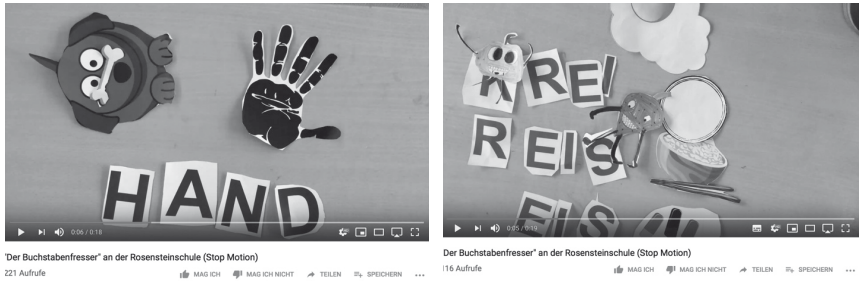 HAND
0:06 / 0:18
'Der Buchstabenfresser" an der Rosensteinschule (Stop Motion)
221 Aufrufe
MAG ICH
MAG ICH NICHT
TEILEN
SPEICHERN
KREI
REIS
EIS
0:05 / 0:19
Der Buchstabenfresser" an der Rosensteinschule (Stop Motion)
116 Aufrufe
MAG ICH
MAG ICH NICHT
TEILEN
SPEICHERN